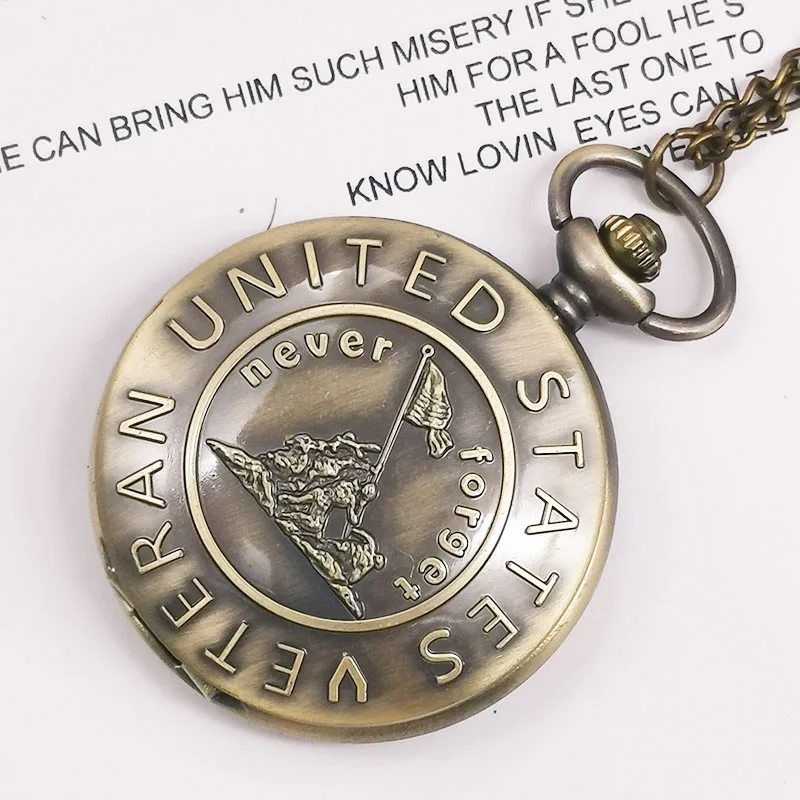 E CAN BRING HIM SUCH MISERY IF SHE
HIM FOR A FOOL HE'S
THE LAST ONE TO
KNOW LOVIN EYES CAN'T
UNITED STATES VETERAN
never forget